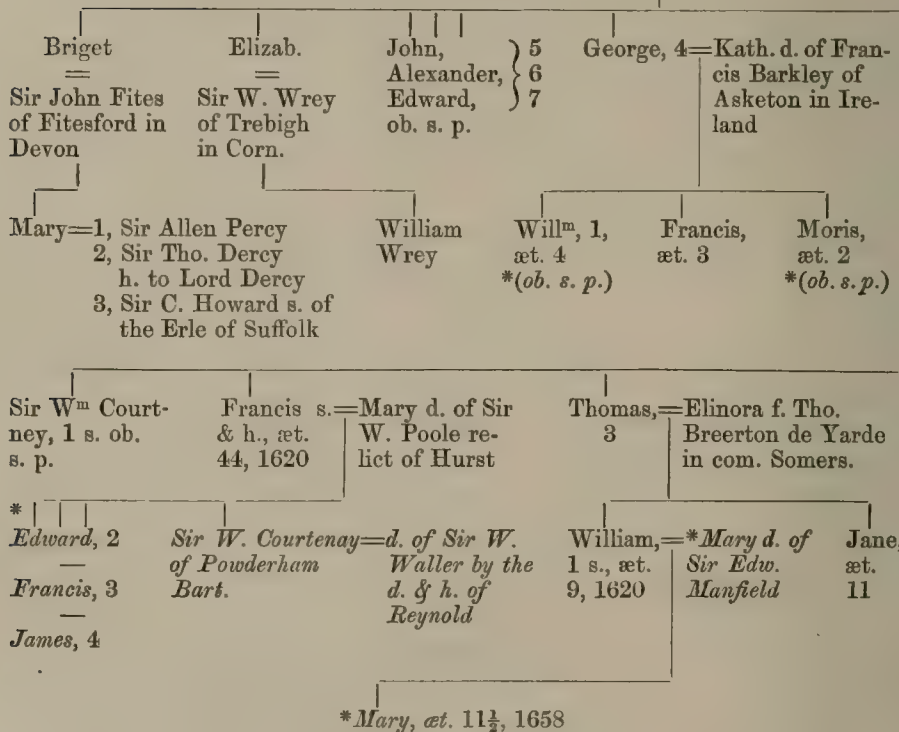 Briget
=
Sir John Fites
of Fitesford in
Devon
Elizab.
=
Sir W. Wrey
of Trebigh
in Corn.
John, 5
Alexander, 6
Edward, 7
ob. s. p.
George, 4=Kath. d. of Fran-
cis Barkley of
Asketon in Ire-
land
Mary=1, Sir Allen Percy
2, Sir Tho. Dercy
h. to Lord Dercy
3, Sir C. Howard s. of
the Erle of Suffolk
William
Wrey
Willᵐ, 1,
æt. 4
*(ob. s. p.)
Francis,
æt. 3
Moris,
æt. 2
*(ob. s. p.)
Sir Wᵐ Court-
ney, 1 s. ob.
s. p.
Francis s.=Mary d. of Sir
& h., æt. W. Poole re-
44, 1620 lict of Hurst
Thomas,=Elinora f. Tho.
3 Breerton de Yarde
in com. Somers.
*
Edward, 2
—
Francis, 3
—
James, 4
Sir W. Courtenay=d. of Sir W.
of Powderham Waller by the
Bart. d. & h. of
Reynold
William,=*Mary d. of
1 s., æt. Sir Edw.
9, 1620 Manfield
Jane,
æt.
11
*Mary, æt. 11½, 1658